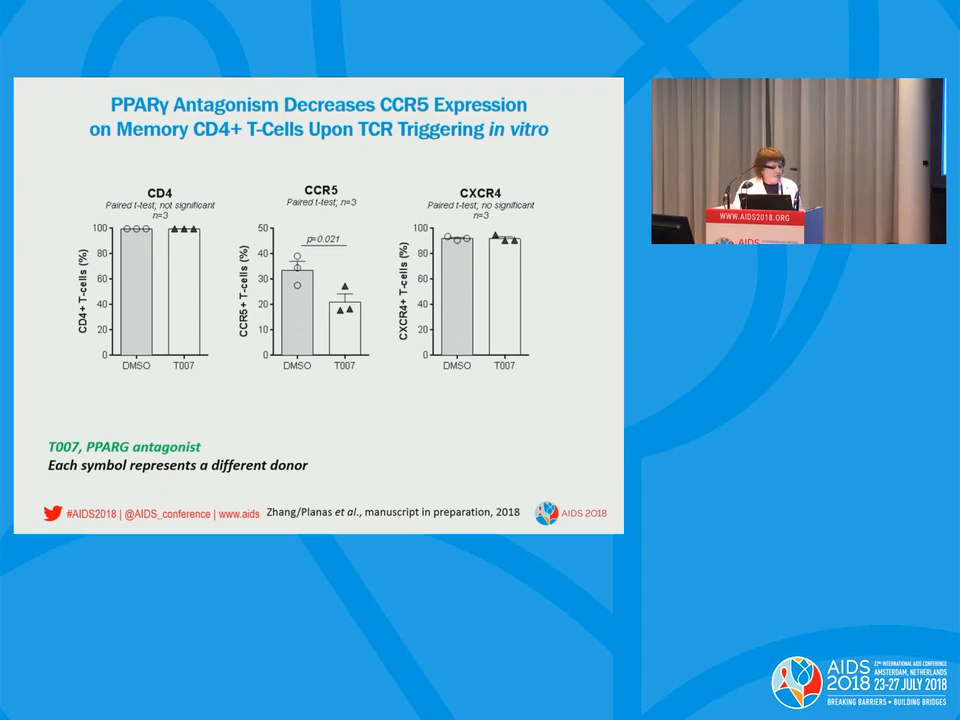 PPARγ Antagonism Decreases CCR5 Expression
on Memory CD4+ T-Cells Upon TCR Triggering in vitro
CD4
Paired t-test; not significant
n=3
CD4+ T-cells (%)
100
80
60
40
20
0
DMSO
T007
CCR5
Paired t-test; n=3
p=0.021
CCR5+ T-cells (%)
50
40
30
20
10
0
DMSO
T007
CXCR4
Paired t-test; no significant
n=3
CXCR4+ T-cells (%)
100
80
60
40
20
0
DMSO
T007
T007, PPARG antagonist
Each symbol represents a different donor
#AIDS2018 | @AIDS_conference | www.aids
Zhang/Planas et al., manuscript in preparation, 2018
AIDS 2018
WWW.AIDS2018.ORG
AIDS
AIDS 2018
22ND INTERNATIONAL AIDS CONFERENCE
AMSTERDAM, NETHERLANDS
23-27 JULY 2018
BREAKING BARRIERS • BUILDING BRIDGES